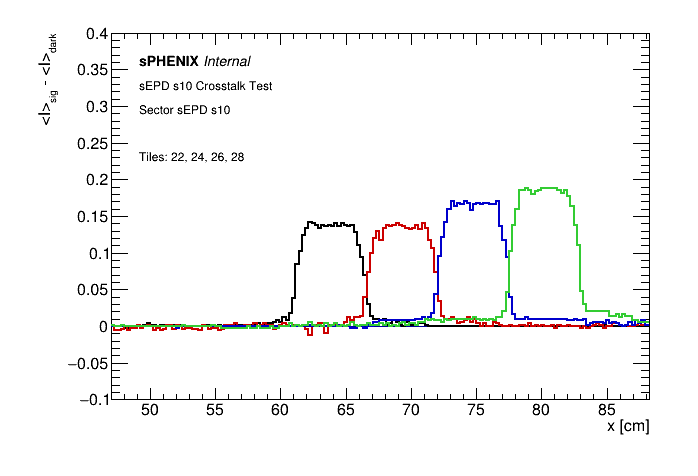 <I>sig - <I>dark
0.4
0.35
0.3
0.25
0.2
0.15
0.1
0.05
0
−0.05
−0.1
sPHENIX Internal
sEPD s10 Crosstalk Test
Sector sEPD s10
Tiles: 22, 24, 26, 28
50 55 60 65 70 75 80 85
x [cm]